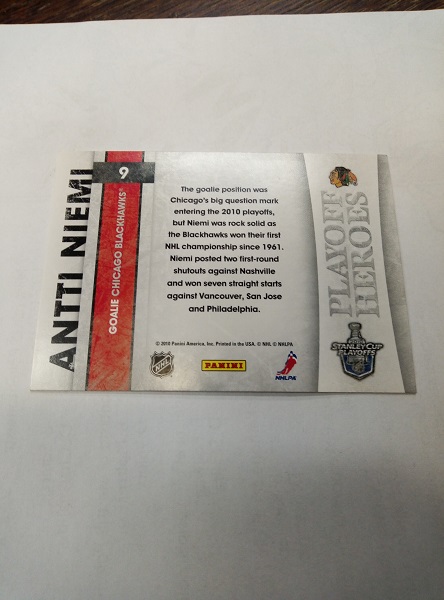 ANTTI NIEMI
GOALIE CHICAGO BLACKHAWKS®
9
The goalie position was
Chicago's big question mark
entering the 2010 playoffs,
but Niemi was rock solid as
the Blackhawks won their first
NHL championship since 1961.
Niemi posted two first-round
shutouts against Nashville
and won seven straight starts
against Vancouver, San Jose
and Philadelphia.
© 2010 Panini America, Inc. Printed in the USA. © NHL © NHLPA
NHL
PANINI
NHLPA
PLAYOFF
HEROES
2010
STANLEY CUP
PLAYOFFS